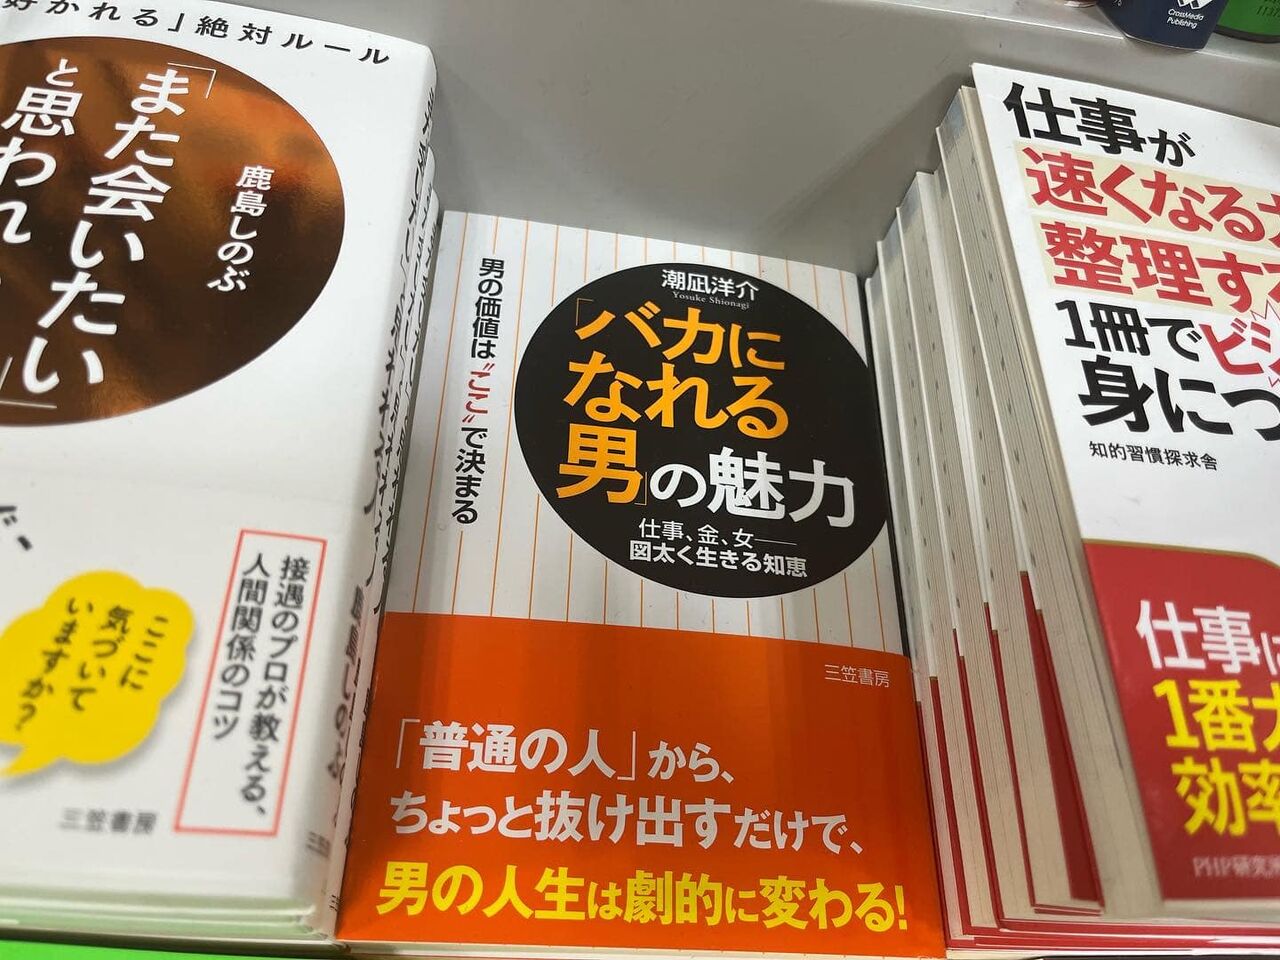 好かれる」絶対ルール
「また会いたい
と思われ
鹿島しのぶ
接遇のプロが教える、
人間関係のコツ
ここに
気づいて
いますか?
三笠書房
男の価値は"ここ"で決まる
潮凪洋介
Yosuke Shionagi
「バカに
なれる
男」の魅力
仕事、金、女──
図太く生きる知恵
三笠書房
「普通の人」から、
ちょっと抜け出すだけで、
男の人生は劇的に変わる!
CrossMedia
Publishing
仕事が
速くなる
整理す
1冊でビジ
身につ
知的習慣探求舎
仕事に
1番
効率
PHP研究